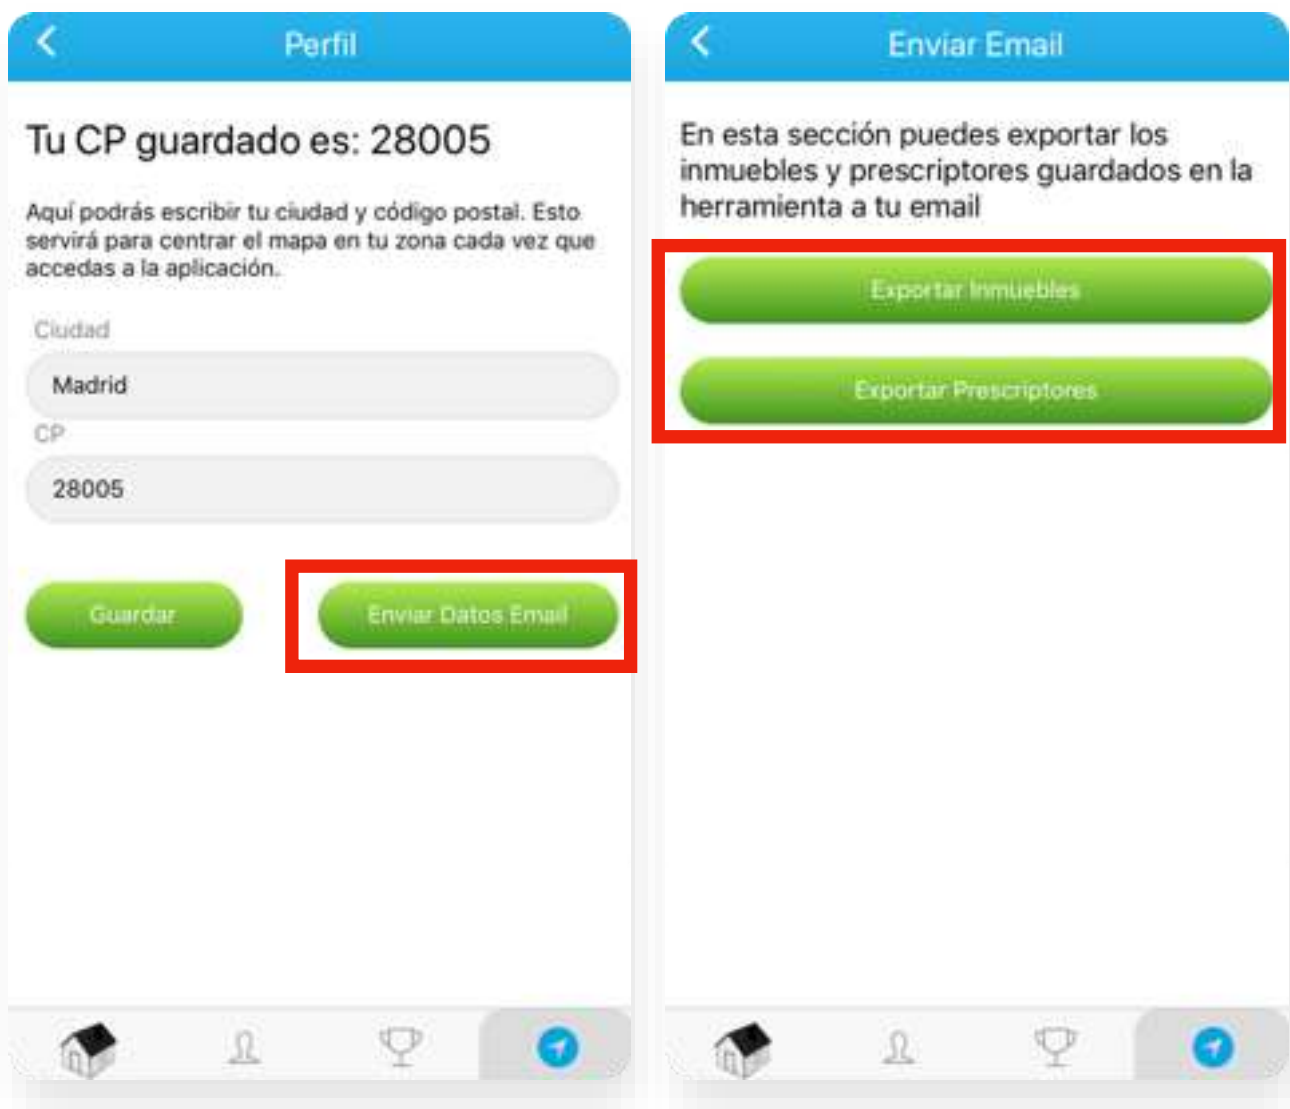 Perfil
Tu CP guardado es: 28005
Aquí podrás escribir tu ciudad y código postal. Esto
servirá para centrar el mapa en tu zona cada vez que
accedas a la aplicación.
Ciudad
Madrid
CP
28005
Guardar
Enviar Datos Email
Enviar Email
En esta sección puedes exportar los
inmuebles y prescriptores guardados en la
herramienta a tu email
Exportar Inmuebles
Exportar Prescriptores